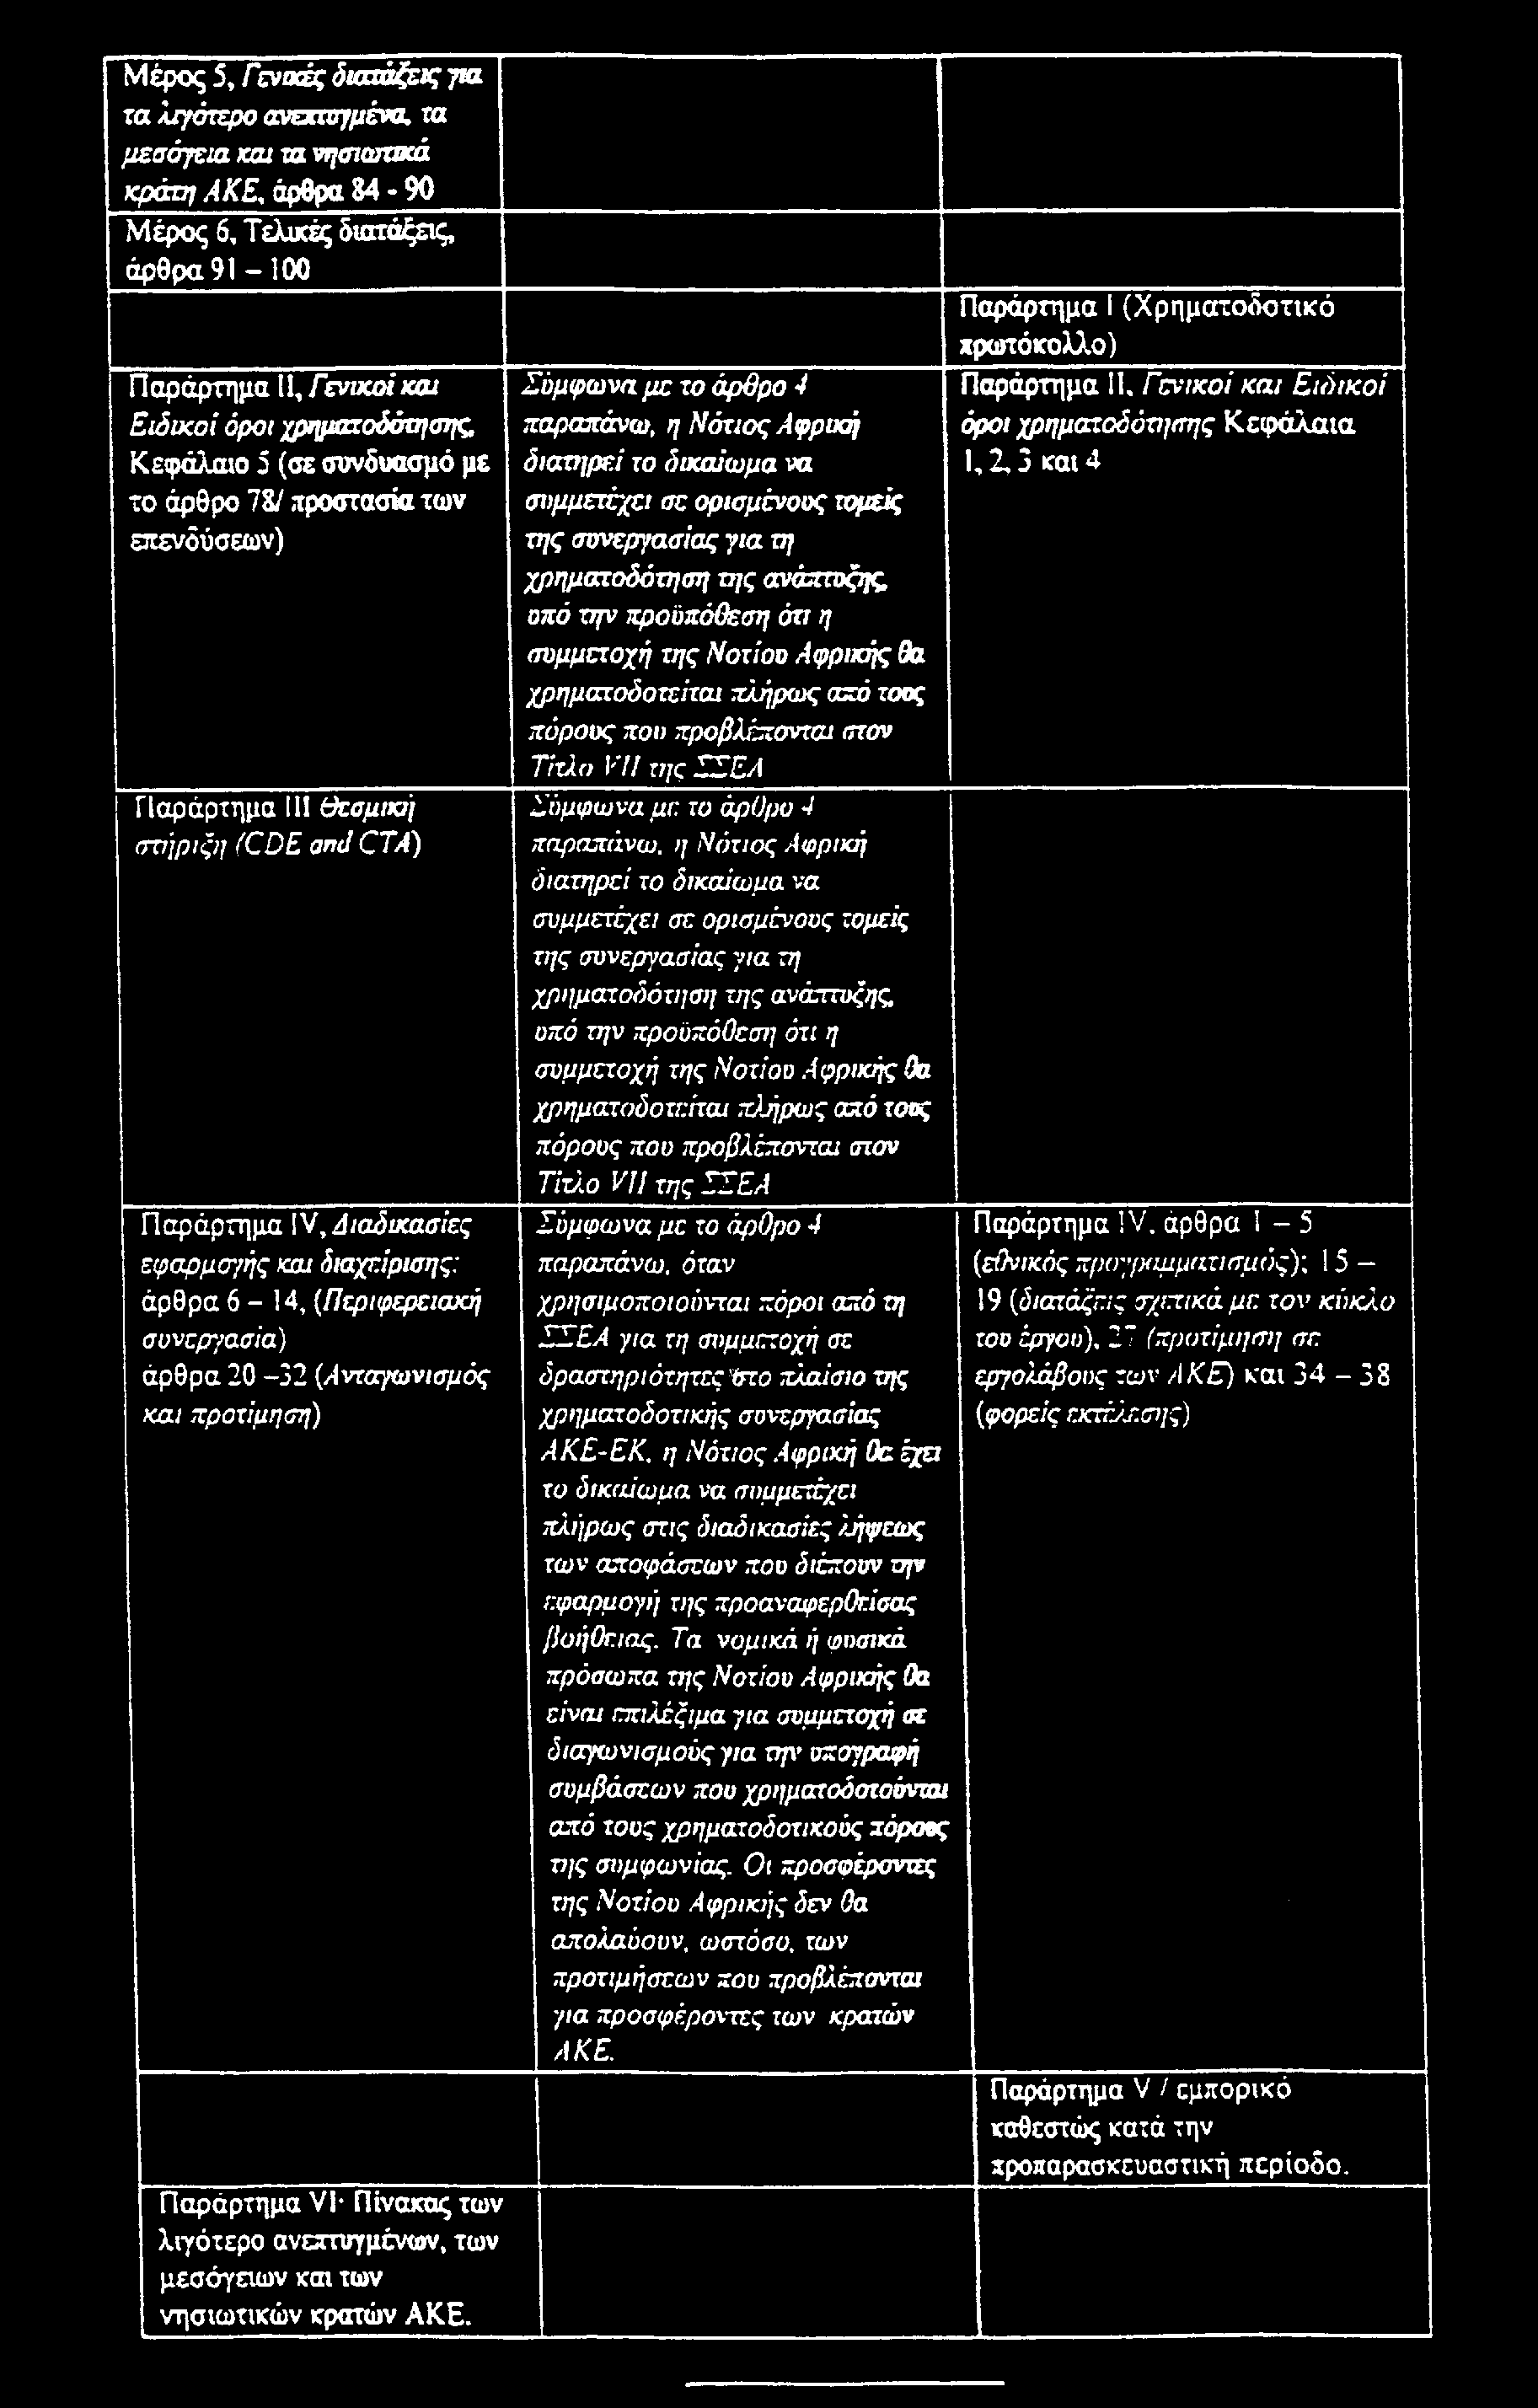 Μέρος 5, Γενικές διατάξεις για
τα λιγότερο ανεπτυγμένα, τα
μεσόγεια και τα νησιωτικά
κράτη ΑΚΕ, άρθρα 84 - 90
Μέρος 6, Τελικές διατάξεις,
άρθρα 91 – 100
Παράρτημα Ι (Χρηματοδοτικό
πρωτόκολλο)
Παράρτημα ΙΙ, Γενικοί και
Ειδικοί όροι χρηματοδότησης,
Κεφάλαιο 5 (σε συνδυασμό με
το άρθρο 78/ προστασία των
επενδύσεων)
Σύμφωνα με το άρθρο 4
παραπάνω, η Νότιος Αφρική
διατηρεί το δικαίωμα να
συμμετέχει σε ορισμένους τομείς
της συνεργασίας για τη
χρηματοδότηση της ανάπτυξης,
υπό την προϋπόθεση ότι η
συμμετοχή της Νοτίου Αφρικής θα
χρηματοδοτείται πλήρως από τους
πόρους που προβλέπονται στον
Τίτλο VII της ΣΣΕΑ
Παράρτημα ΙΙ, Γενικοί και Ειδικοί
όροι χρηματοδότησης Κεφάλαια
1, 2, 3 και 4
Παράρτημα ΙΙΙ Θεσμική
στήριξη (CDE and CTA)
Σύμφωνα με το άρθρο 4
παραπάνω, η Νότιος Αφρική
διατηρεί το δικαίωμα να
συμμετέχει σε ορισμένους τομείς
της συνεργασίας για τη
χρηματοδότηση της ανάπτυξης,
υπό την προϋπόθεση ότι η
συμμετοχή της Νοτίου Αφρικής θα
χρηματοδοτείται πλήρως από τους
πόρους που προβλέπονται στον
Τίτλο VII της ΣΣΕΑ
Παράρτημα IV, Διαδικασίες
εφαρμογής και διαχείρισης:
άρθρα 6 – 14, (Περιφερειακή
συνεργασία)
άρθρα 20 –32 (Ανταγωνισμός
και προτίμηση)
Σύμφωνα με το άρθρο 4
παραπάνω, όταν
χρησιμοποιούνται πόροι από τη
ΣΣΕΑ για τη συμμετοχή σε
δραστηριότητες στο πλαίσιο της
χρηματοδοτικής συνεργασίας
ΑΚΕ-ΕΚ, η Νότιος Αφρική θα έχει
το δικαίωμα να συμμετέχει
πλήρως στις διαδικασίες λήψεως
των αποφάσεων που διέπουν την
εφαρμογή της προαναφερθείσας
βοήθειας. Τα νομικά ή φυσικά
πρόσωπα της Νοτίου Αφρικής θα
είναι επιλέξιμα για συμμετοχή σε
διαγωνισμούς για την υπογραφή
συμβάσεων που χρηματοδοτούνται
από τους χρηματοδοτικούς πόρους
της συμφωνίας. Οι προσφέροντες
της Νοτίου Αφρικής δεν θα
απολαύουν, ωστόσο, των
προτιμήσεων που προβλέπονται
για προσφέροντες των κρατών
ΑΚΕ.
Παράρτημα IV, άρθρα 1 – 5
(εθνικός προγραμματισμός); 15 –
19 (διατάξεις σχετικά με τον κύκλο
του έργου), 27 (προτίμηση σε
εργολάβους των ΑΚΕ) και 34 – 38
(φορείς εκτέλεσης)
Παράρτημα V / εμπορικό
καθεστώς κατά την
προπαρασκευαστική περίοδο.
Παράρτημα VI· Πίνακας των
λιγότερο ανεπτυγμένων, των
μεσόγειων και των
νησιωτικών κρατών ΑΚΕ.